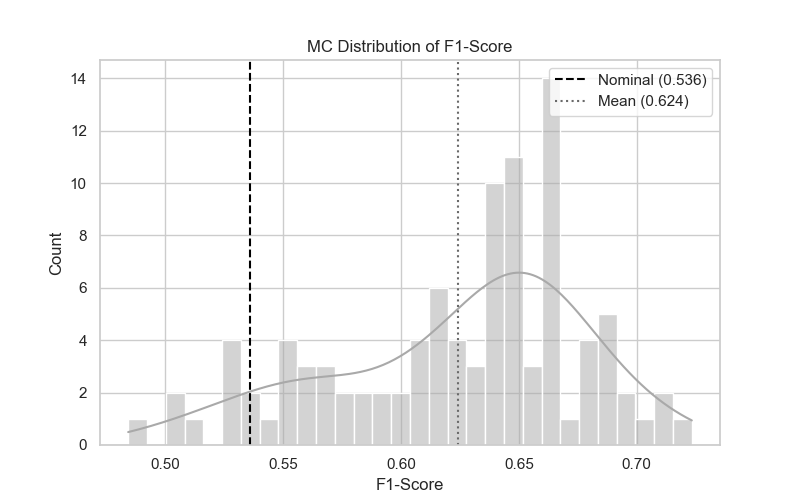 MC Distribution of F1-Score
Nominal (0.536)
Mean (0.624)
Count
14
12
10
8
6
4
2
0
0.50 0.55 0.60 0.65 0.70
F1-Score